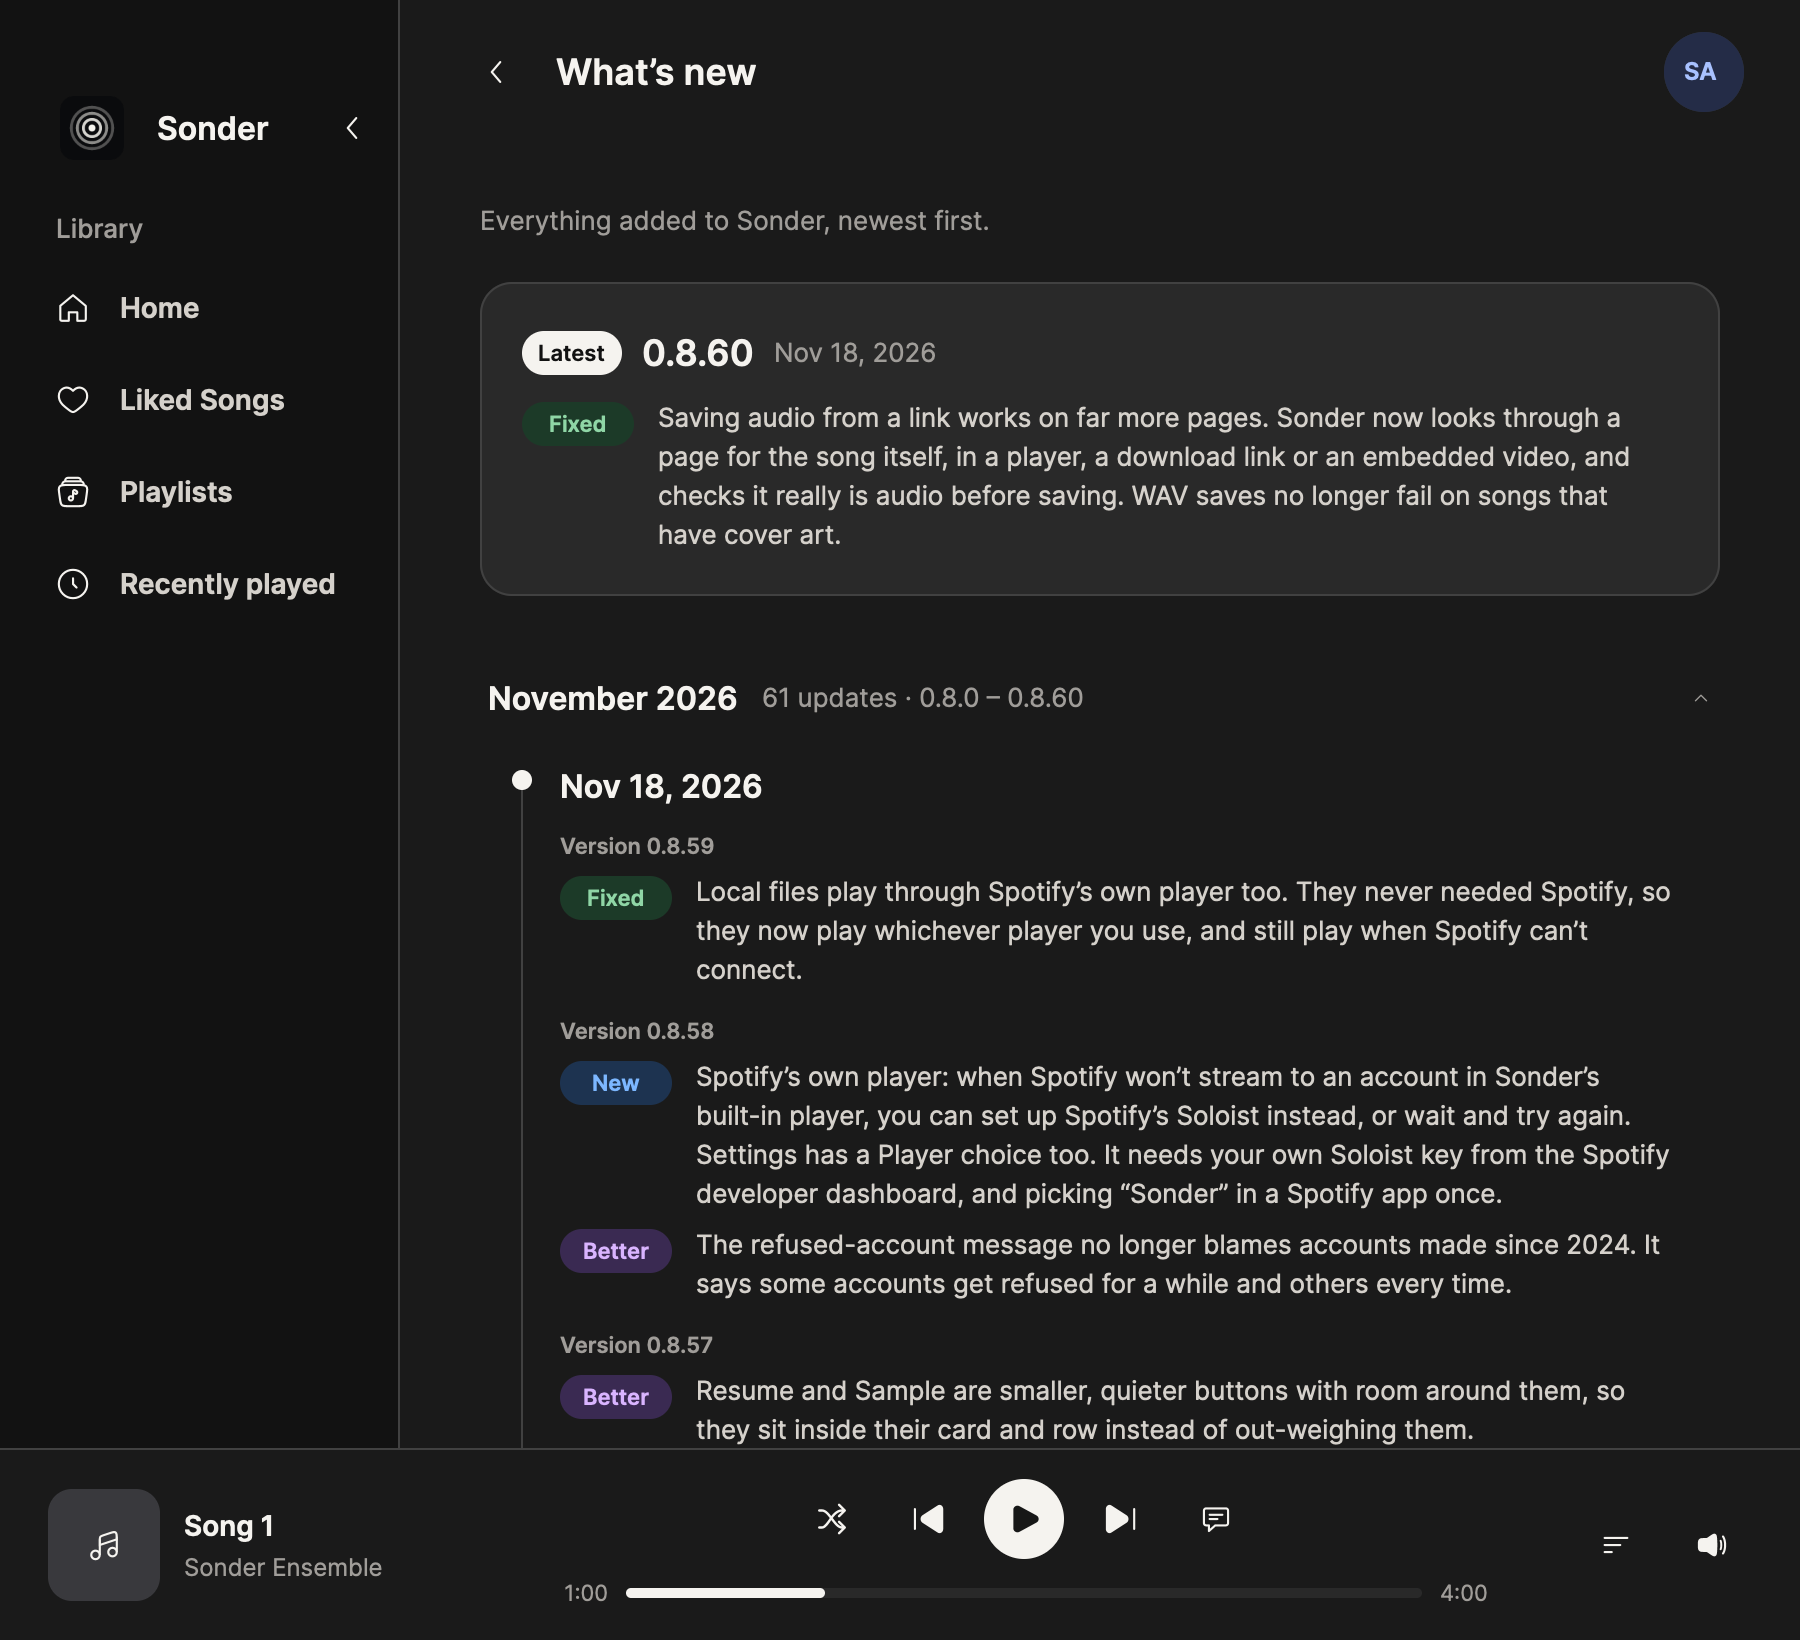 Sonder
Library
Home
Liked Songs
Playlists
Recently played
What’s new
SA
Everything added to Sonder, newest first.
Latest 0.8.60 Nov 18, 2026
Fixed
Saving audio from a link works on far more pages. Sonder now looks through a
page for the song itself, in a player, a download link or an embedded video, and
checks it really is audio before saving. WAV saves no longer fail on songs that
have cover art.
November 2026 61 updates · 0.8.0 – 0.8.60
Nov 18, 2026
Version 0.8.59
Fixed
Local files play through Spotify’s own player too. They never needed Spotify, so
they now play whichever player you use, and still play when Spotify can’t
connect.
Version 0.8.58
New
Spotify’s own player: when Spotify won’t stream to an account in Sonder’s
built-in player, you can set up Spotify’s Soloist instead, or wait and try again.
Settings has a Player choice too. It needs your own Soloist key from the Spotify
developer dashboard, and picking “Sonder” in a Spotify app once.
Better
The refused-account message no longer blames accounts made since 2024. It
says some accounts get refused for a while and others every time.
Version 0.8.57
Better
Resume and Sample are smaller, quieter buttons with room around them, so
they sit inside their card and row instead of out-weighing them.
Song 1
Sonder Ensemble
1:00
4:00